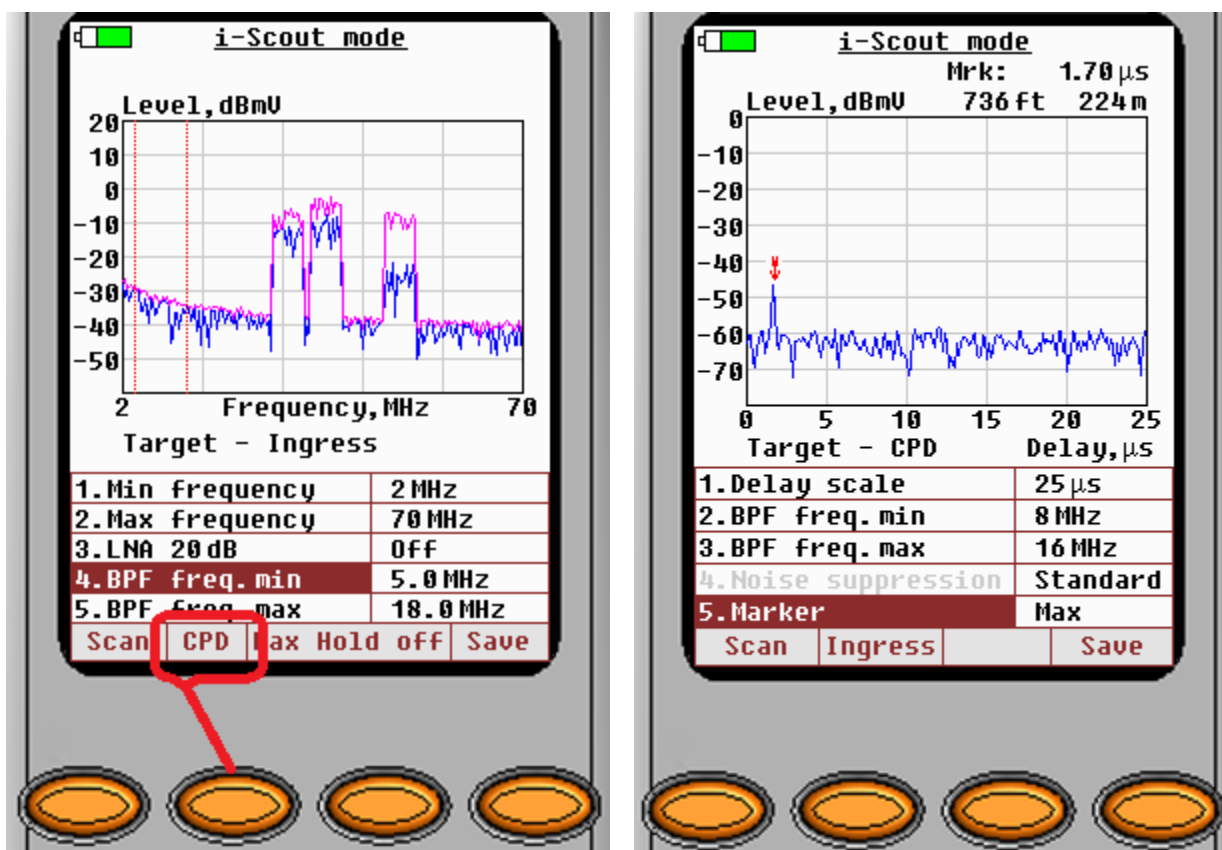 i-Scout mode
Level,dBmV
20
10
0
-10
-20
-30
-40
-50
2 Frequency,MHz 70
Target - Ingress
1.Min frequency 2 MHz
2.Max frequency 70 MHz
3.LNA 20 dB Off
4.BPF freq.min 5.0 MHz
5.BPF freq.max 18.0 MHz
Scan CPD Max Hold off Save
i-Scout mode
Mrk: 1.70 µs
Level,dBmV 736 ft 224 m
0
-10
-20
-30
-40
-50
-60
-70
0 5 10 15 20 25
Target - CPD Delay,µs
1.Delay scale 25 µs
2.BPF freq.min 8 MHz
3.BPF freq.max 16 MHz
4.Noise suppression Standard
5.Marker Max
Scan Ingress Save